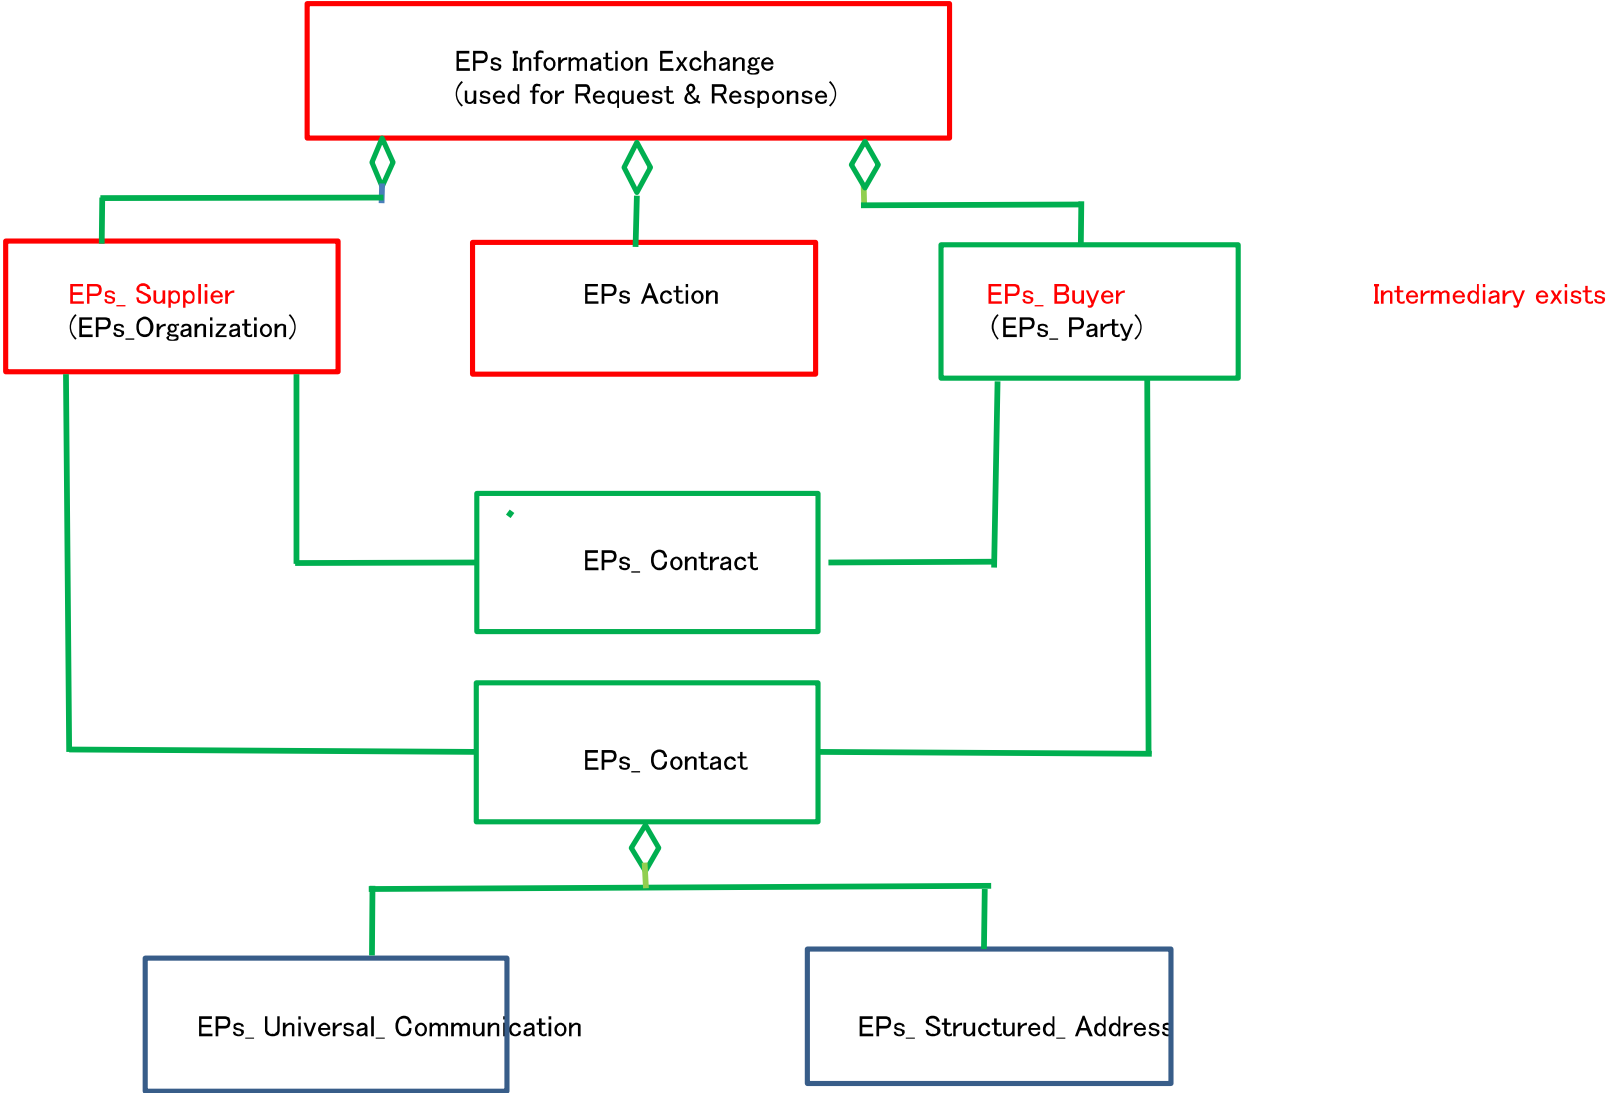 EPs Information Exchange
(used for Request & Response)
EPs_ Supplier
(EPs_Organization)
EPs Action
EPs_ Buyer
(EPs_ Party)
Intermediary exists
EPs_ Contract
EPs_ Contact
EPs_ Universal_ Communication
EPs_ Structured_ Address